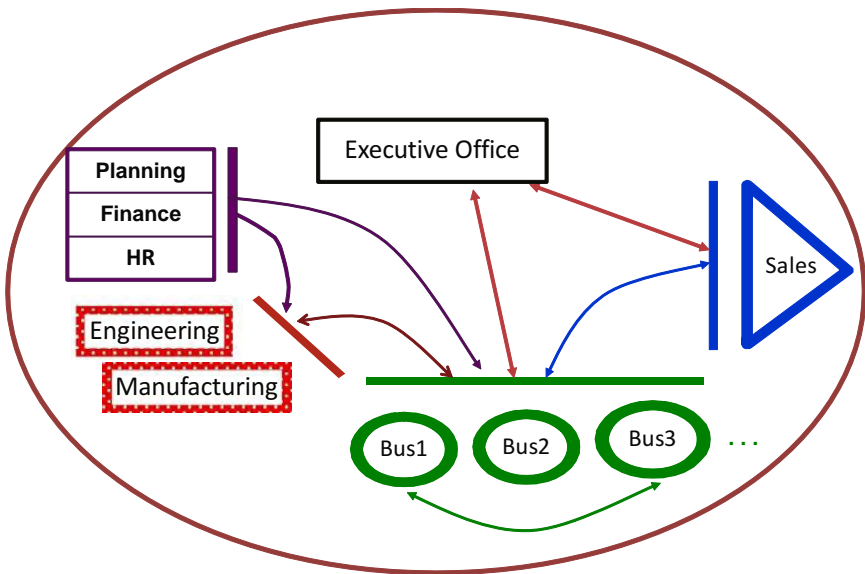 Executive Office
Planning
Finance
HR
Sales
Engineering
Manufacturing
Bus1
Bus2
Bus3
...